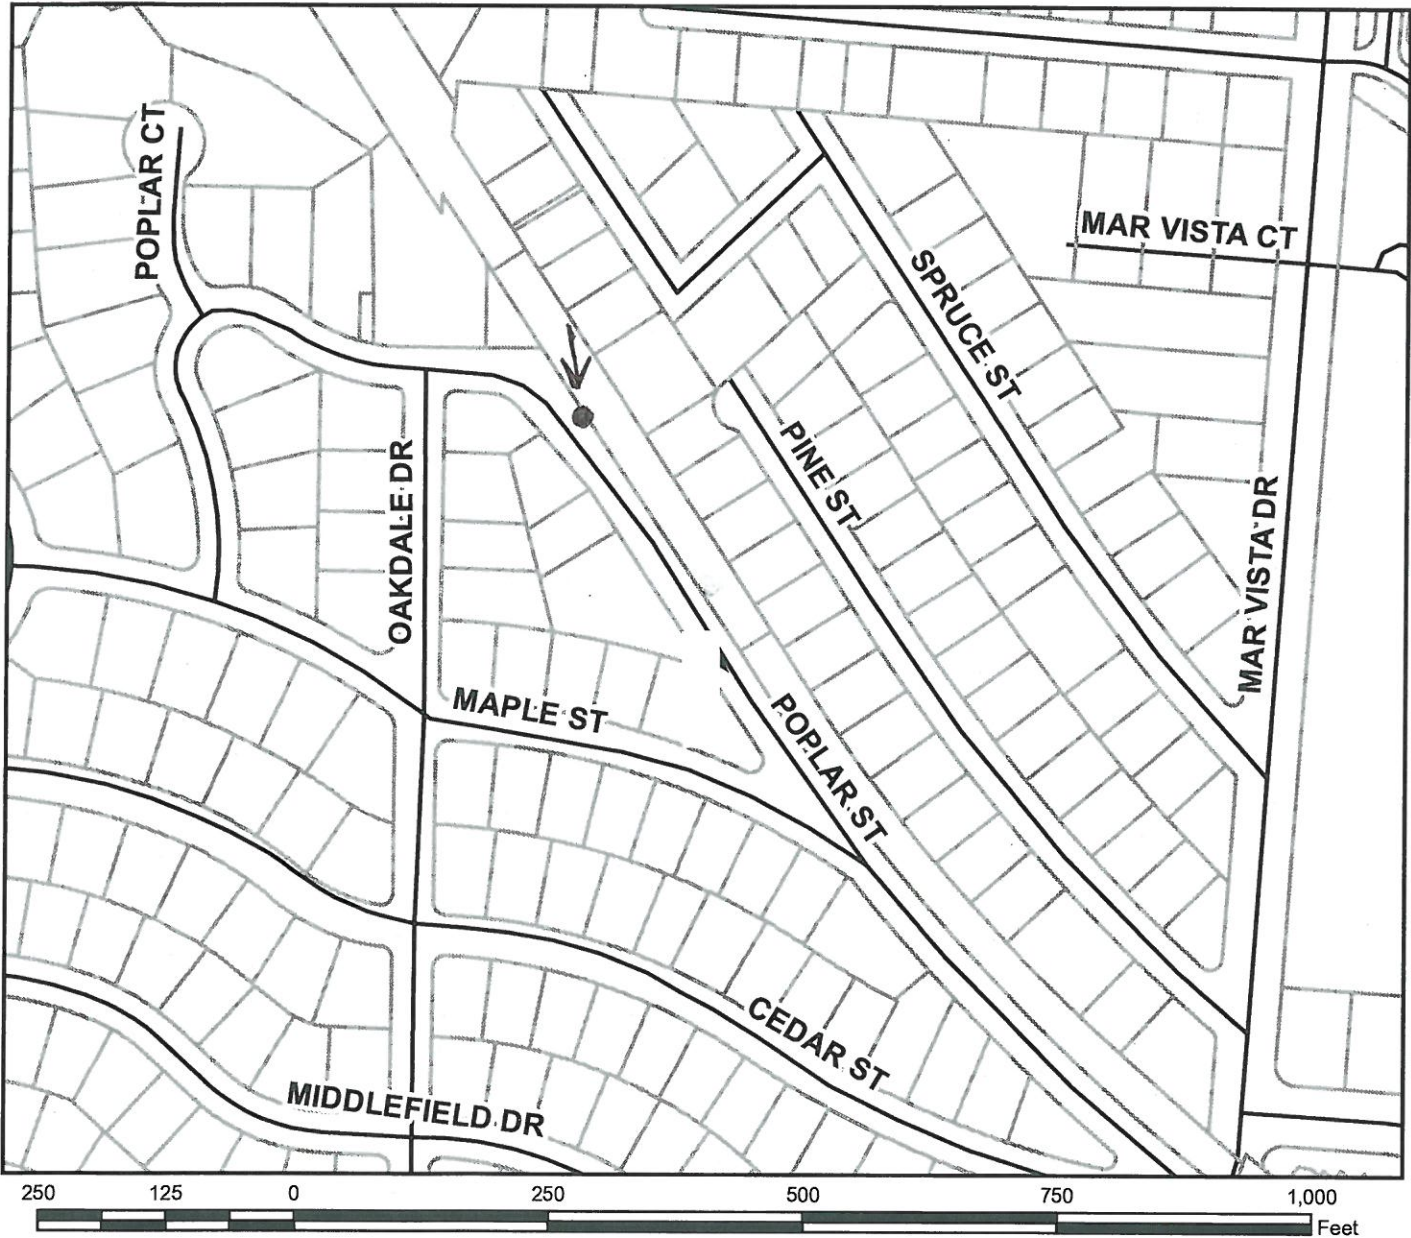 POPLAR CT
MAR VISTA CT
SPRUCE ST
PINE ST
OAKDALE DR
MAR VISTA DR
MAPLE ST
POPLAR ST
CEDAR ST
MIDDLEFIELD DR
250 125 0 250 500 750 1,000
Feet